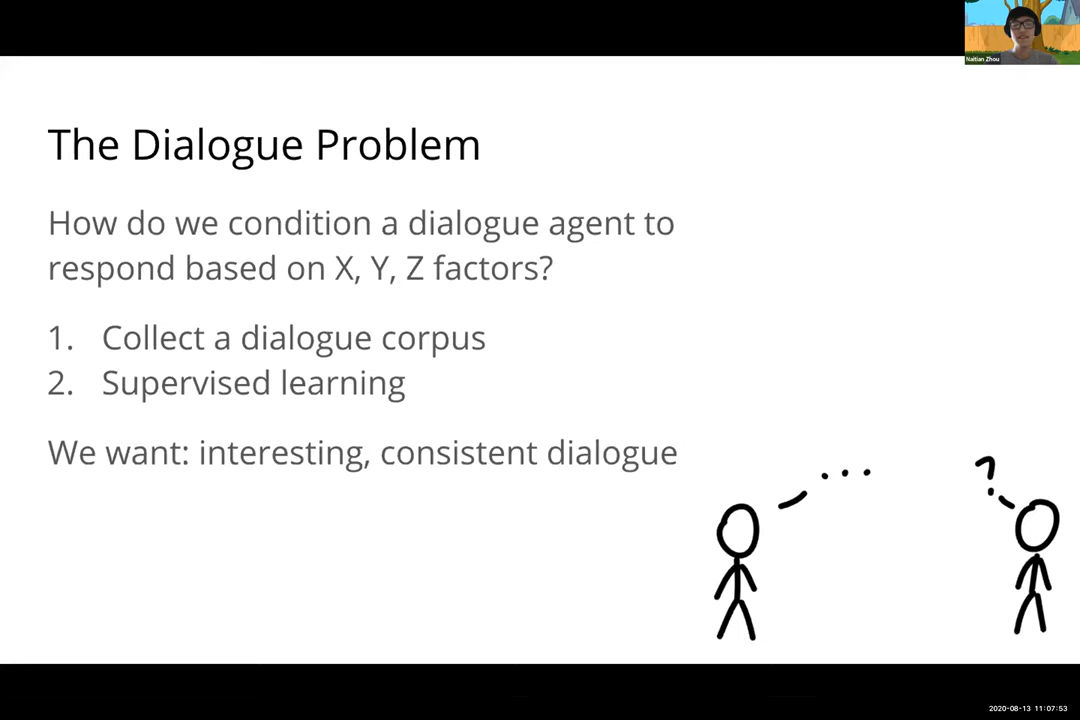 Naitian Zhou
The Dialogue Problem
How do we condition a dialogue agent to
respond based on X, Y, Z factors?
1. Collect a dialogue corpus
2. Supervised learning
We want: interesting, consistent dialogue
...
?
2020-08-13 11:07:53